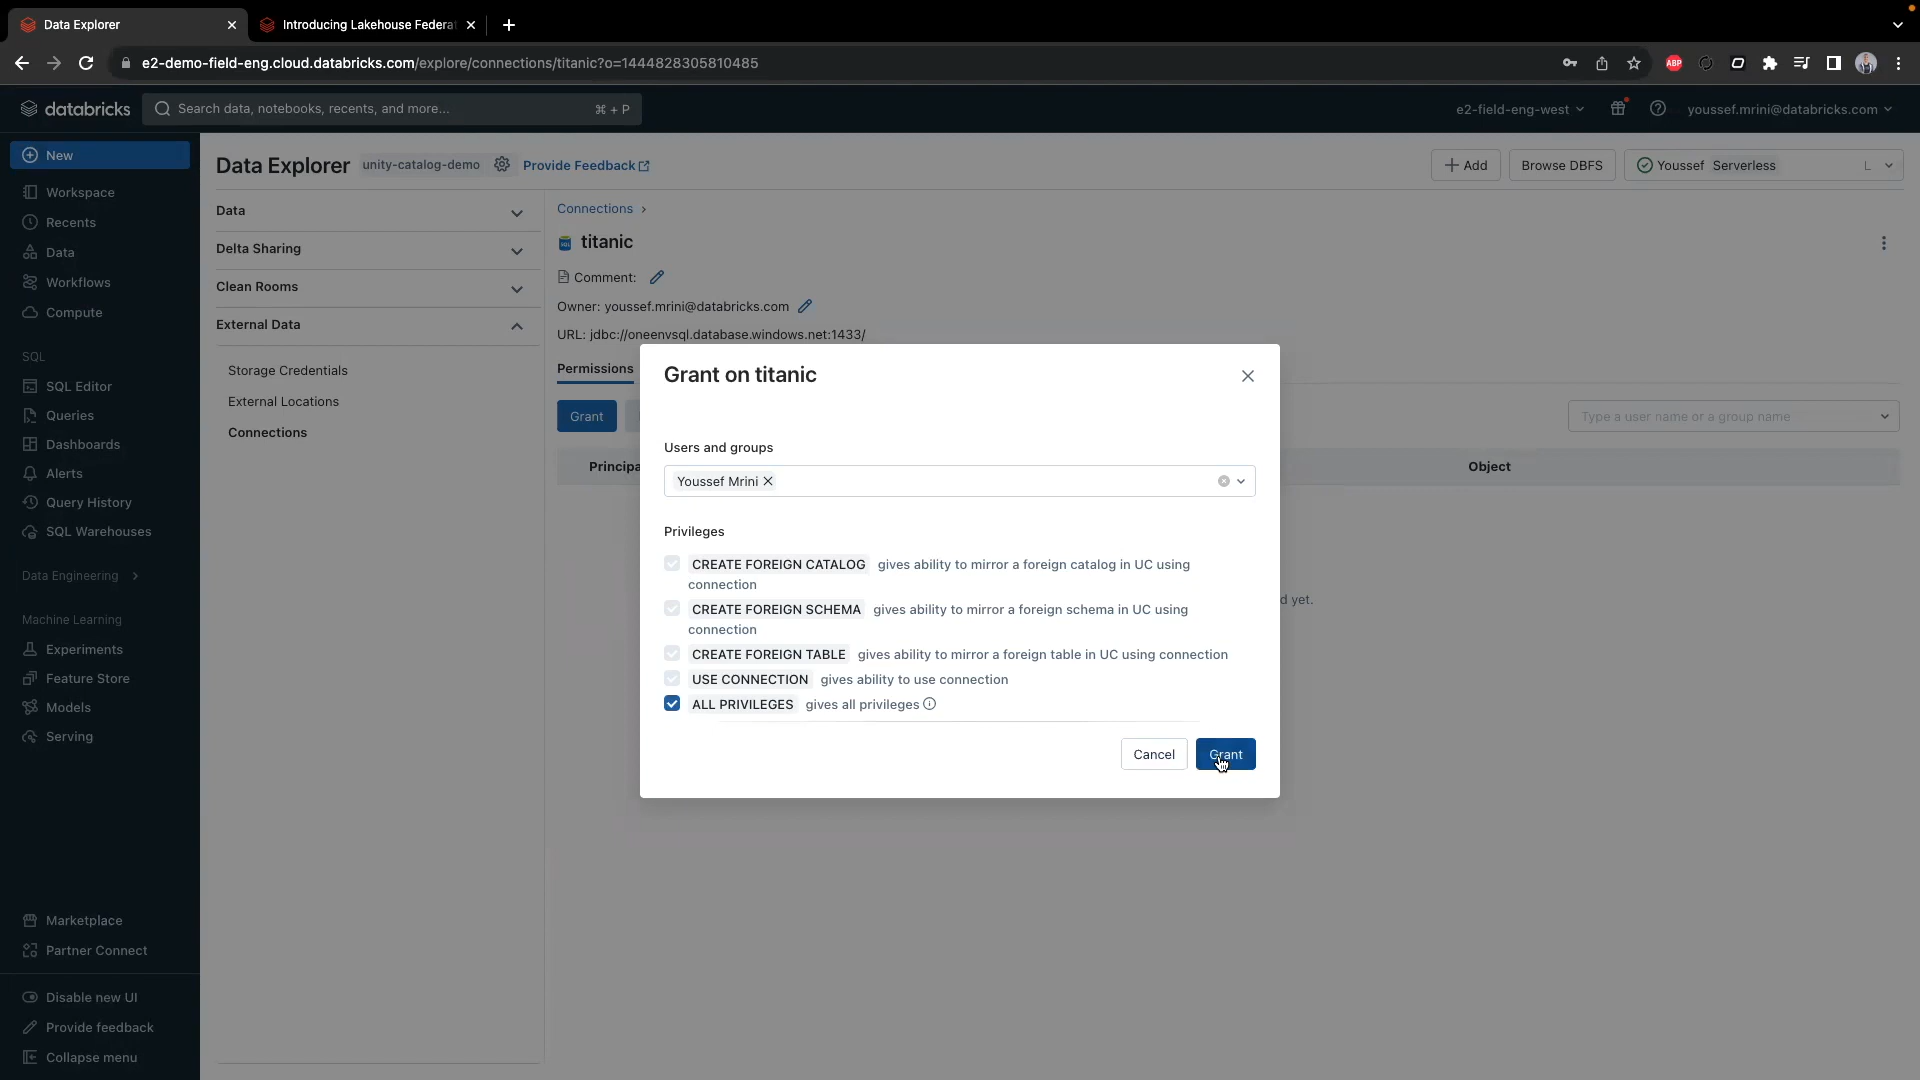 Data Explorer
Introducing Lakehouse Federat
e2-demo-field-eng.cloud.databricks.com/explore/connections/titanic?o=1444828305810485
ABP
databricks
Search data, notebooks, recents, and more...
⌘ + P
e2-field-eng-west
youssef.mrini@databricks.com
New
Workspace
Recents
Data
Workflows
Compute
SQL
SQL Editor
Queries
Dashboards
Alerts
Query History
SQL Warehouses
Data Engineering
Machine Learning
Experiments
Feature Store
Models
Serving
Marketplace
Partner Connect
Disable new UI
Provide feedback
Collapse menu
Data Explorer
unity-catalog-demo
Provide Feedback
+ Add
Browse DBFS
Youssef Serverless
L
Data
Delta Sharing
Clean Rooms
External Data
Storage Credentials
External Locations
Connections
Connections ›
titanic
Comment:
Owner: youssef.mrini@databricks.com
URL: jdbc://oneenvsql.database.windows.net:1433/
Permissions
Grant
Type a user name or a group name
Principa
Object
d yet.
Grant on titanic
Users and groups
Youssef Mrini
Privileges
CREATE FOREIGN CATALOG gives ability to mirror a foreign catalog in UC using
connection
CREATE FOREIGN SCHEMA gives ability to mirror a foreign schema in UC using
connection
CREATE FOREIGN TABLE gives ability to mirror a foreign table in UC using connection
USE CONNECTION gives ability to use connection
ALL PRIVILEGES gives all privileges
Cancel
Grant